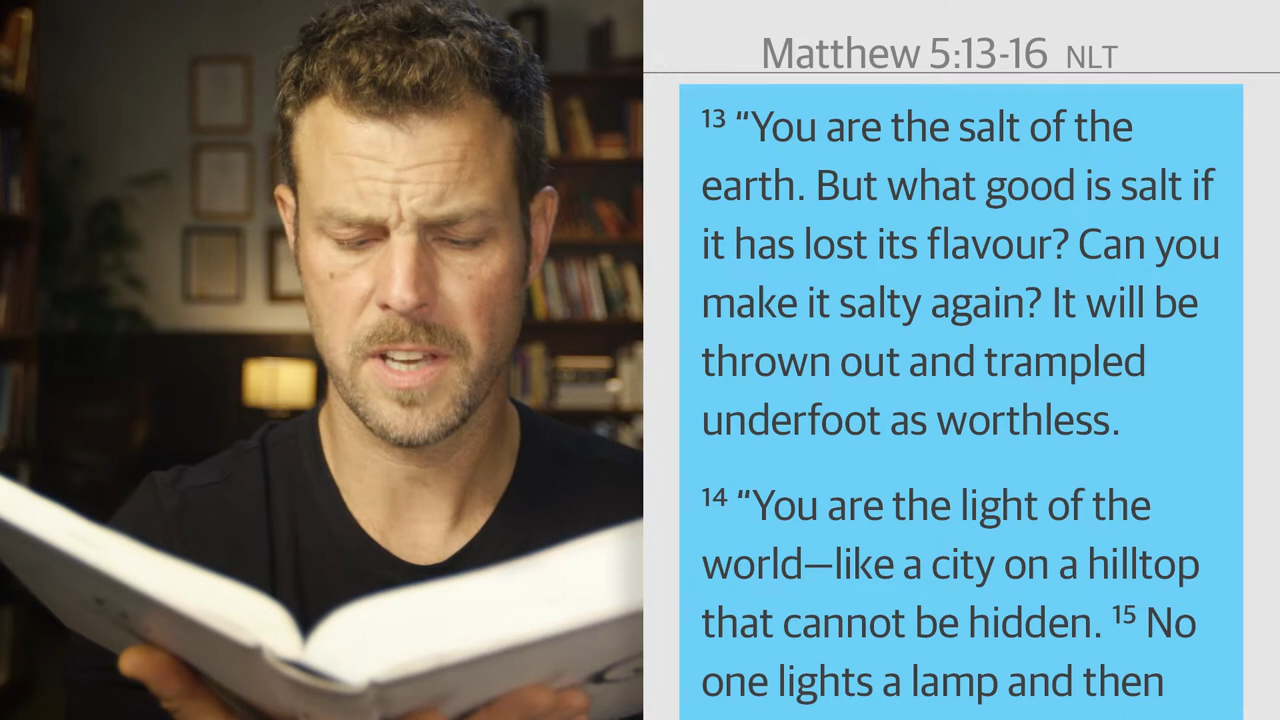 Matthew 5:13-16 NLT
13 “You are the salt of the
earth. But what good is salt if
it has lost its flavour? Can you
make it salty again? It will be
thrown out and trampled
underfoot as worthless.
14 “You are the light of the
world—like a city on a hilltop
that cannot be hidden. 15 No
one lights a lamp and then